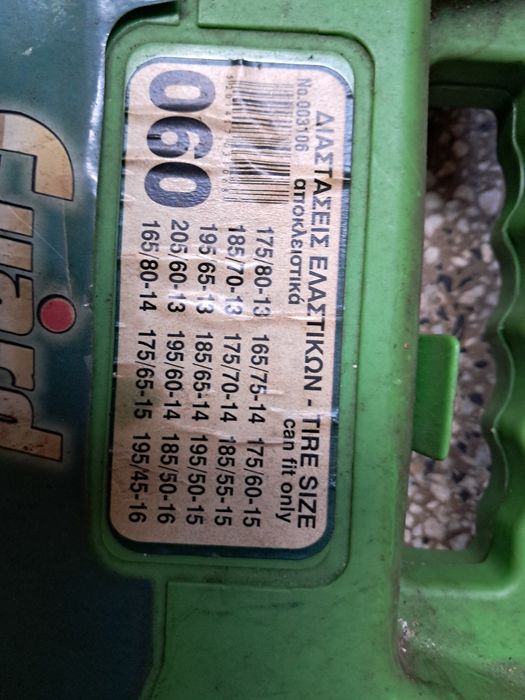 Guard
ΔΙΑΣΤΑΣΕΙΣ ΕΛΑΣΤΙΚΩΝ - TIRE SIZE
No.003106 αποκλειστικά can fit only
060
175/80-13 165/75-14 175/60-15
185/70-13 175/70-14 185/55-15
195/65-13 185/65-14 195/50-15
205/60-13 195/60-14 185/50-16
165/80-14 175/65-15 195/45-16